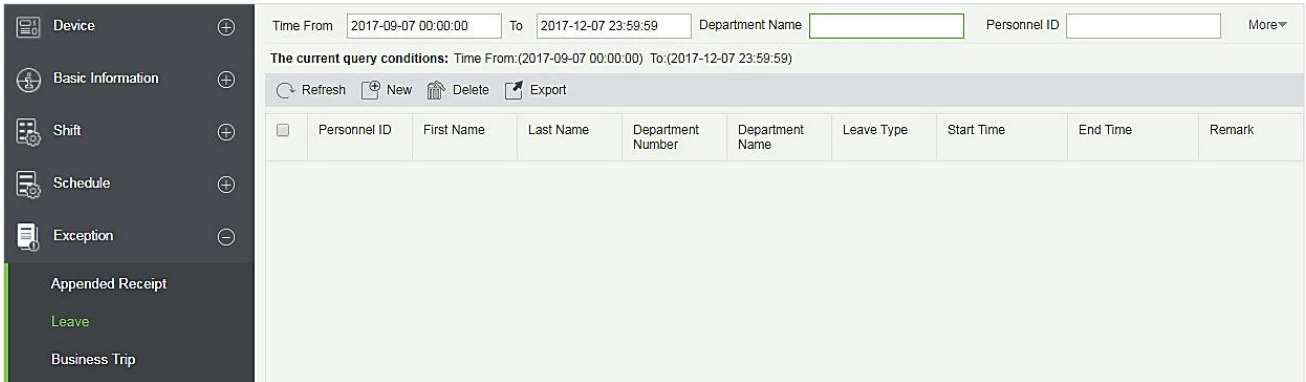 Device
Basic Information
Shift
Schedule
Exception
Appended Receipt
Leave
Business Trip
Time From 2017-09-07 00:00:00 To 2017-12-07 23:59:59 Department Name Personnel ID More
The current query conditions: Time From:(2017-09-07 00:00:00) To:(2017-12-07 23:59:59)
Refresh New Delete Export
Personnel ID First Name Last Name Department Number Department Name Leave Type Start Time End Time Remark